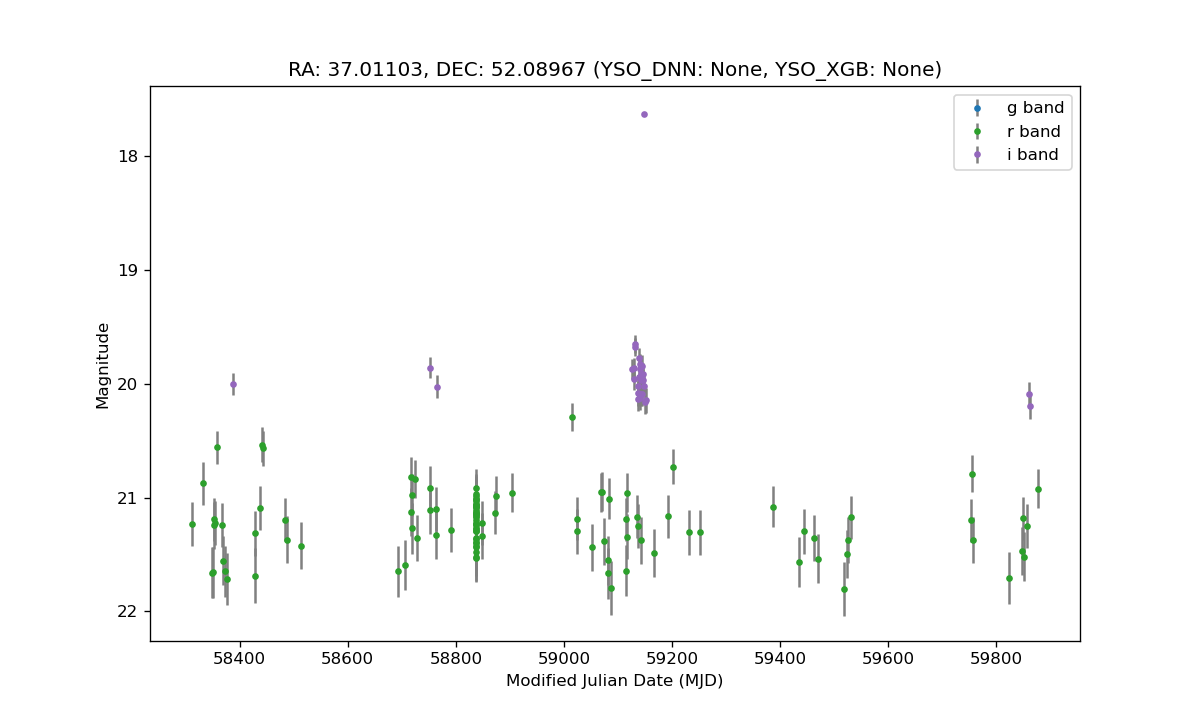 RA: 37.01103, DEC: 52.08967 (YSO_DNN: None, YSO_XGB: None)
g band
r band
i band
18
19
20
21
22
Magnitude
58400
58600
58800
59000
59200
59400
59600
59800
Modified Julian Date (MJD)